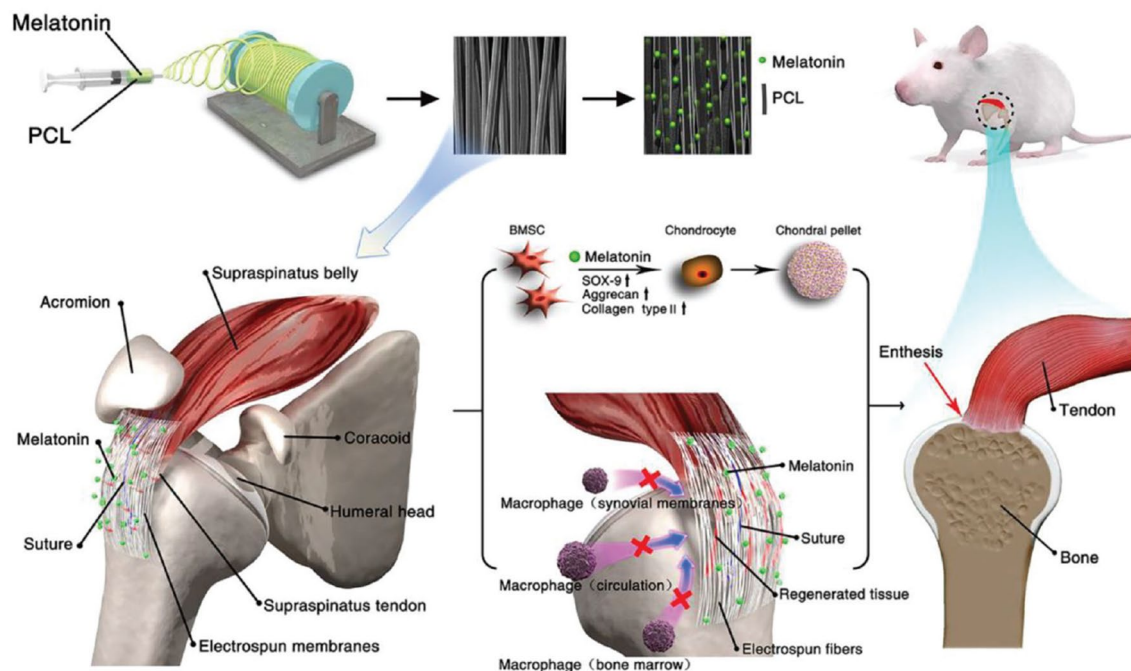 Melatonin
PCL
Melatonin
PCL
BMSC
Melatonin
SOX-9
Aggrecan
Collagen type II
Chondrocyte
Chondral pellet
Supraspinatus belly
Acromion
Melatonin
Suture
Coracoid
Humeral head
Supraspinatus tendon
Electrospun membranes
Melatonin
Macrophage (synovial membranes)
Suture
Macrophage (circulation)
Regenerated tissue
Electrospun fibers
Macrophage (bone marrow)
Enthesis
Tendon
Bone